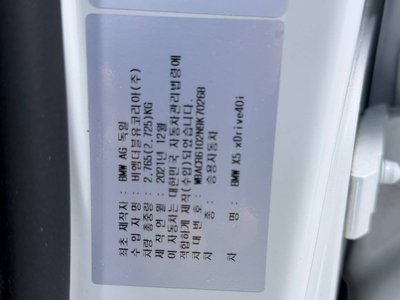 최초 제작자 : BMW AG 독일
수 입 자 명 : 비엠더블유코리아(주)
차량 총중량 : 2,765(2,725)KG
제 작 연 월 : 2021년 12월
이 자동차는 대한민국 자동차관리법령에
적합하게 제작(수입)되었습니다.
차 대 번 호 : WBACR6102N9K70268
차 종 : 승용자동차
차 명 : BMW X5 xDrive40i